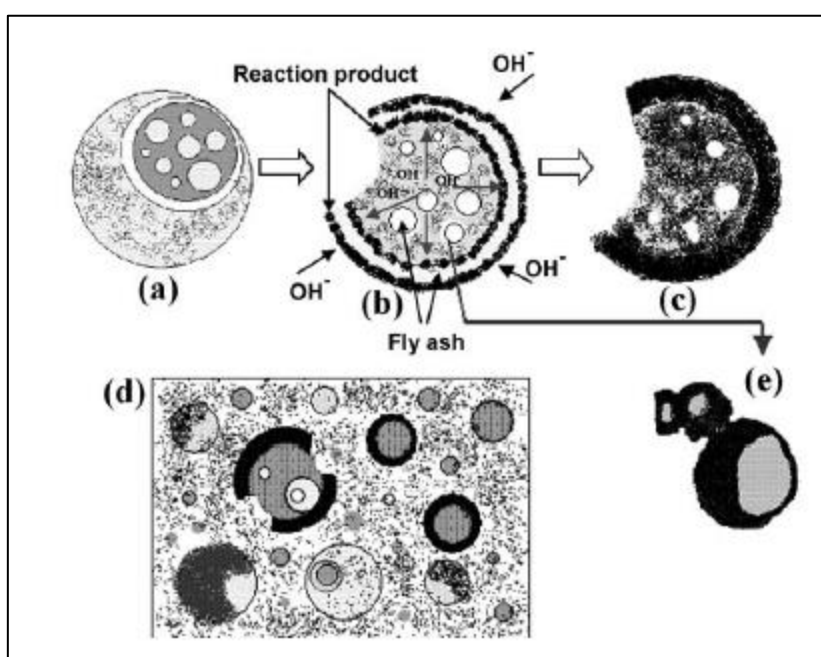 Reaction product
OH-
OH
OH-
OH
(a)
(b)
OH-
OH-
(c)
Fly ash
(d)
(e)